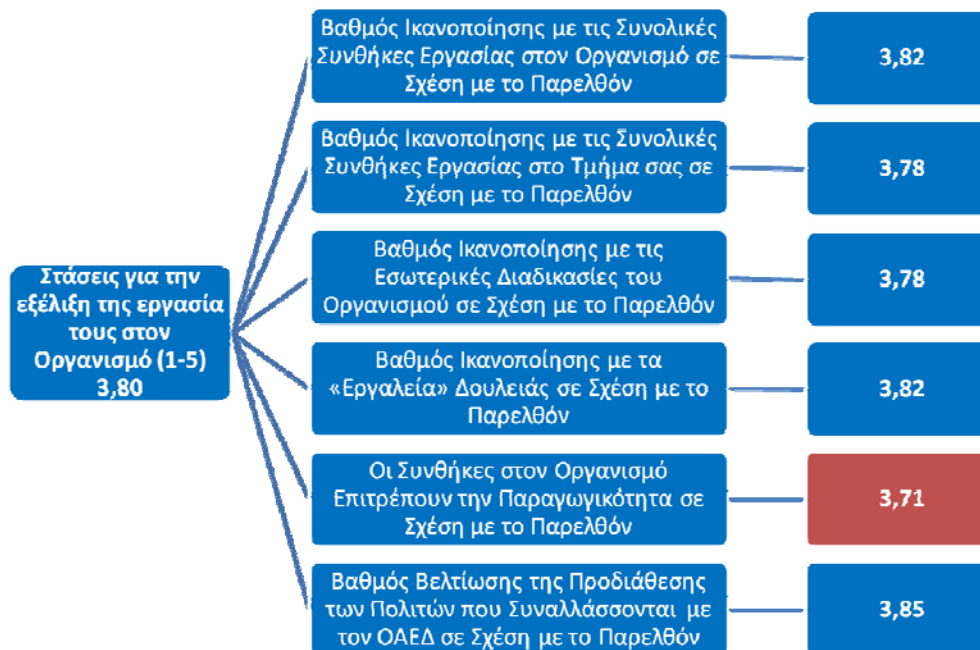 Στάσεις για την
εξέλιξη της εργασία
τους στον
Οργανισμό (1-5)
3,80
Βαθμός Ικανοποίησης με τις Συνολικές
Συνθήκες Εργασίας στον Οργανισμό σε
Σχέση με το Παρελθόν
3,82
Βαθμός Ικανοποίησης με τις Συνολικές
Συνθήκες Εργασίας στο Τμήμα σας σε
Σχέση με το Παρελθόν
3,78
Βαθμός Ικανοποίησης με τις
Εσωτερικές Διαδικασίες του
Οργανισμού σε Σχέση με το Παρελθόν
3,78
Βαθμός Ικανοποίησης με τα
«Εργαλεία» Δουλειάς σε Σχέση με το
Παρελθόν
3,82
Οι Συνθήκες στον Οργανισμό
Επιτρέπουν την Παραγωγικότητα σε
Σχέση με το Παρελθόν
3,71
Βαθμός Βελτίωσης της Προδιάθεσης
των Πολιτών που Συναλλάσσονται με
τον ΟΑΕΔ σε Σχέση με το Παρελθόν
3,85